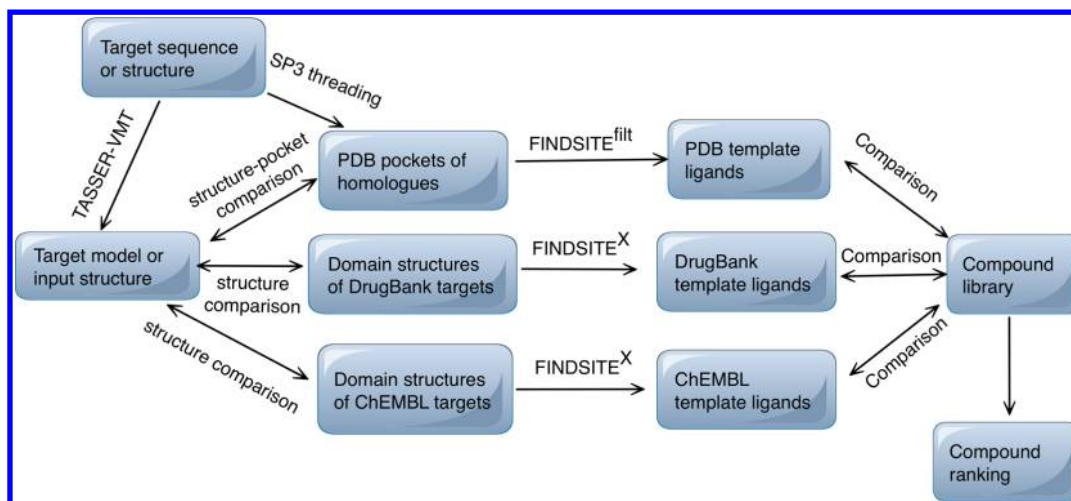 Target sequence
or structure
SP3 threading
TASSER-VMT
structure-pocket
comparison
PDB pockets of
homologues
FINDSITE^filt
PDB template
ligands
Comparison
Target model or
input structure
structure
comparison
Domain structures
of DrugBank targets
FINDSITE^X
DrugBank
template ligands
Comparison
Compound
library
structure comparison
Domain structures
of ChEMBL targets
FINDSITE^X
ChEMBL
template ligands
Comparison
Compound
ranking